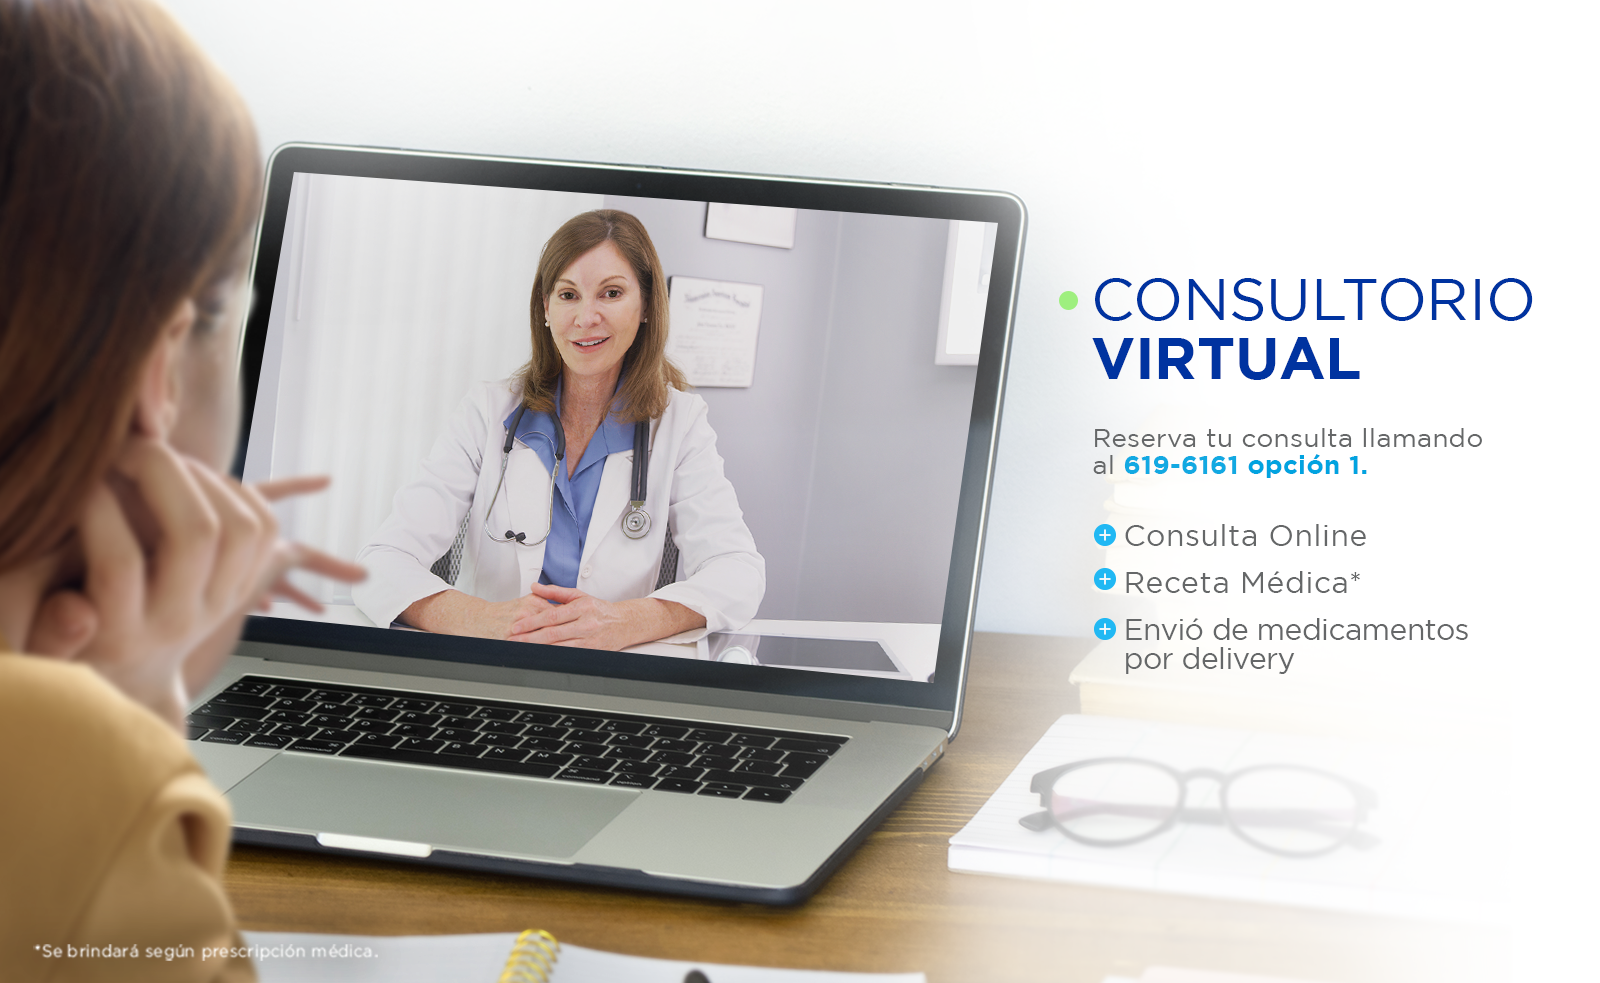 CONSULTORIO
VIRTUAL
Reserva tu consulta llamando
al 619-6161 opción 1.
Consulta Online
Receta Médica*
Envió de medicamentos
por delivery
*Se brindará según prescripción médica.